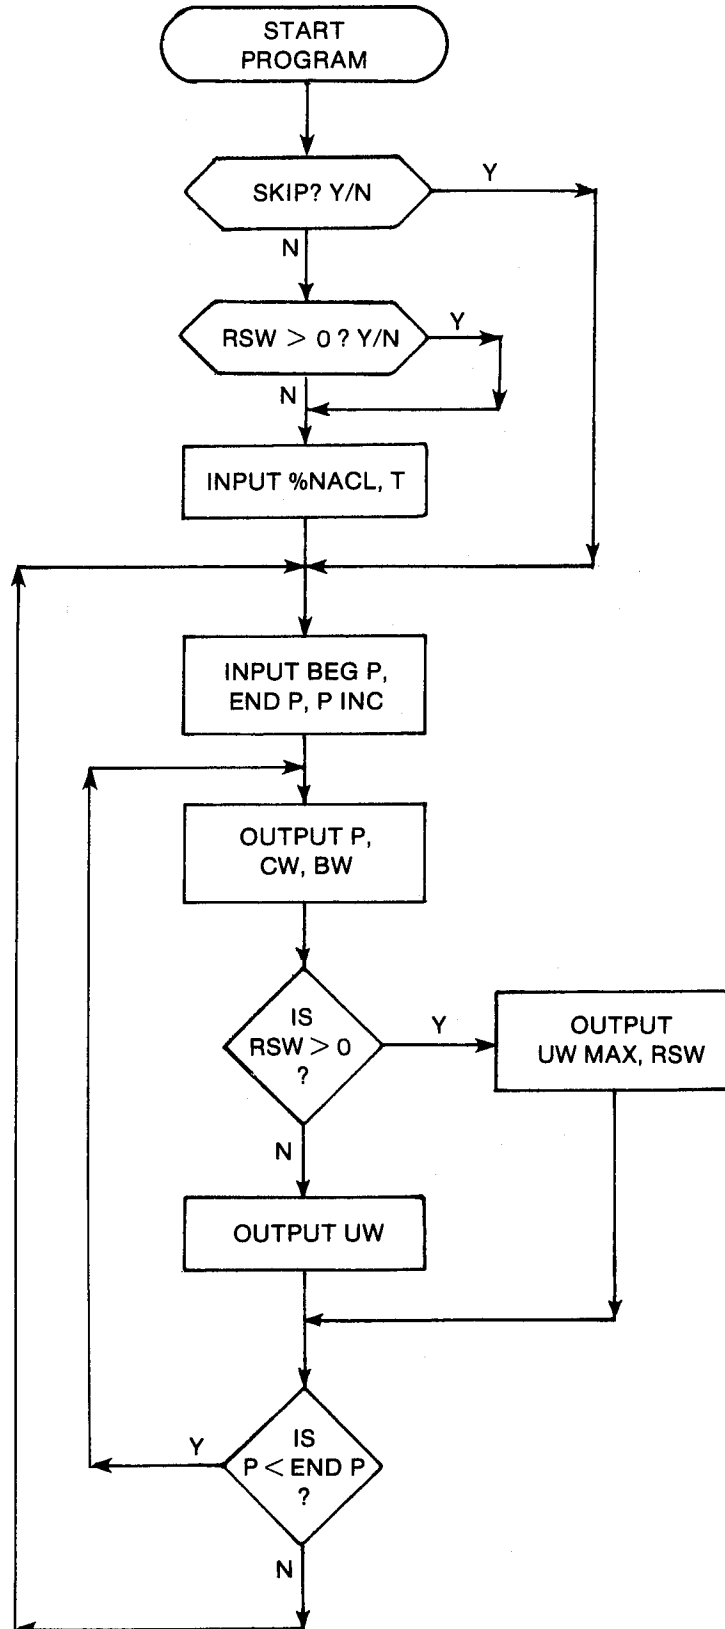 START
PROGRAM
SKIP? Y/N
Y
N
RSW > 0 ? Y/N
Y
N
INPUT %NACL, T
INPUT BEG P,
END P, P INC
OUTPUT P,
CW, BW
IS
RSW > 0
?
Y
OUTPUT
UW MAX, RSW
N
OUTPUT UW
IS
P < END P
?
Y
N